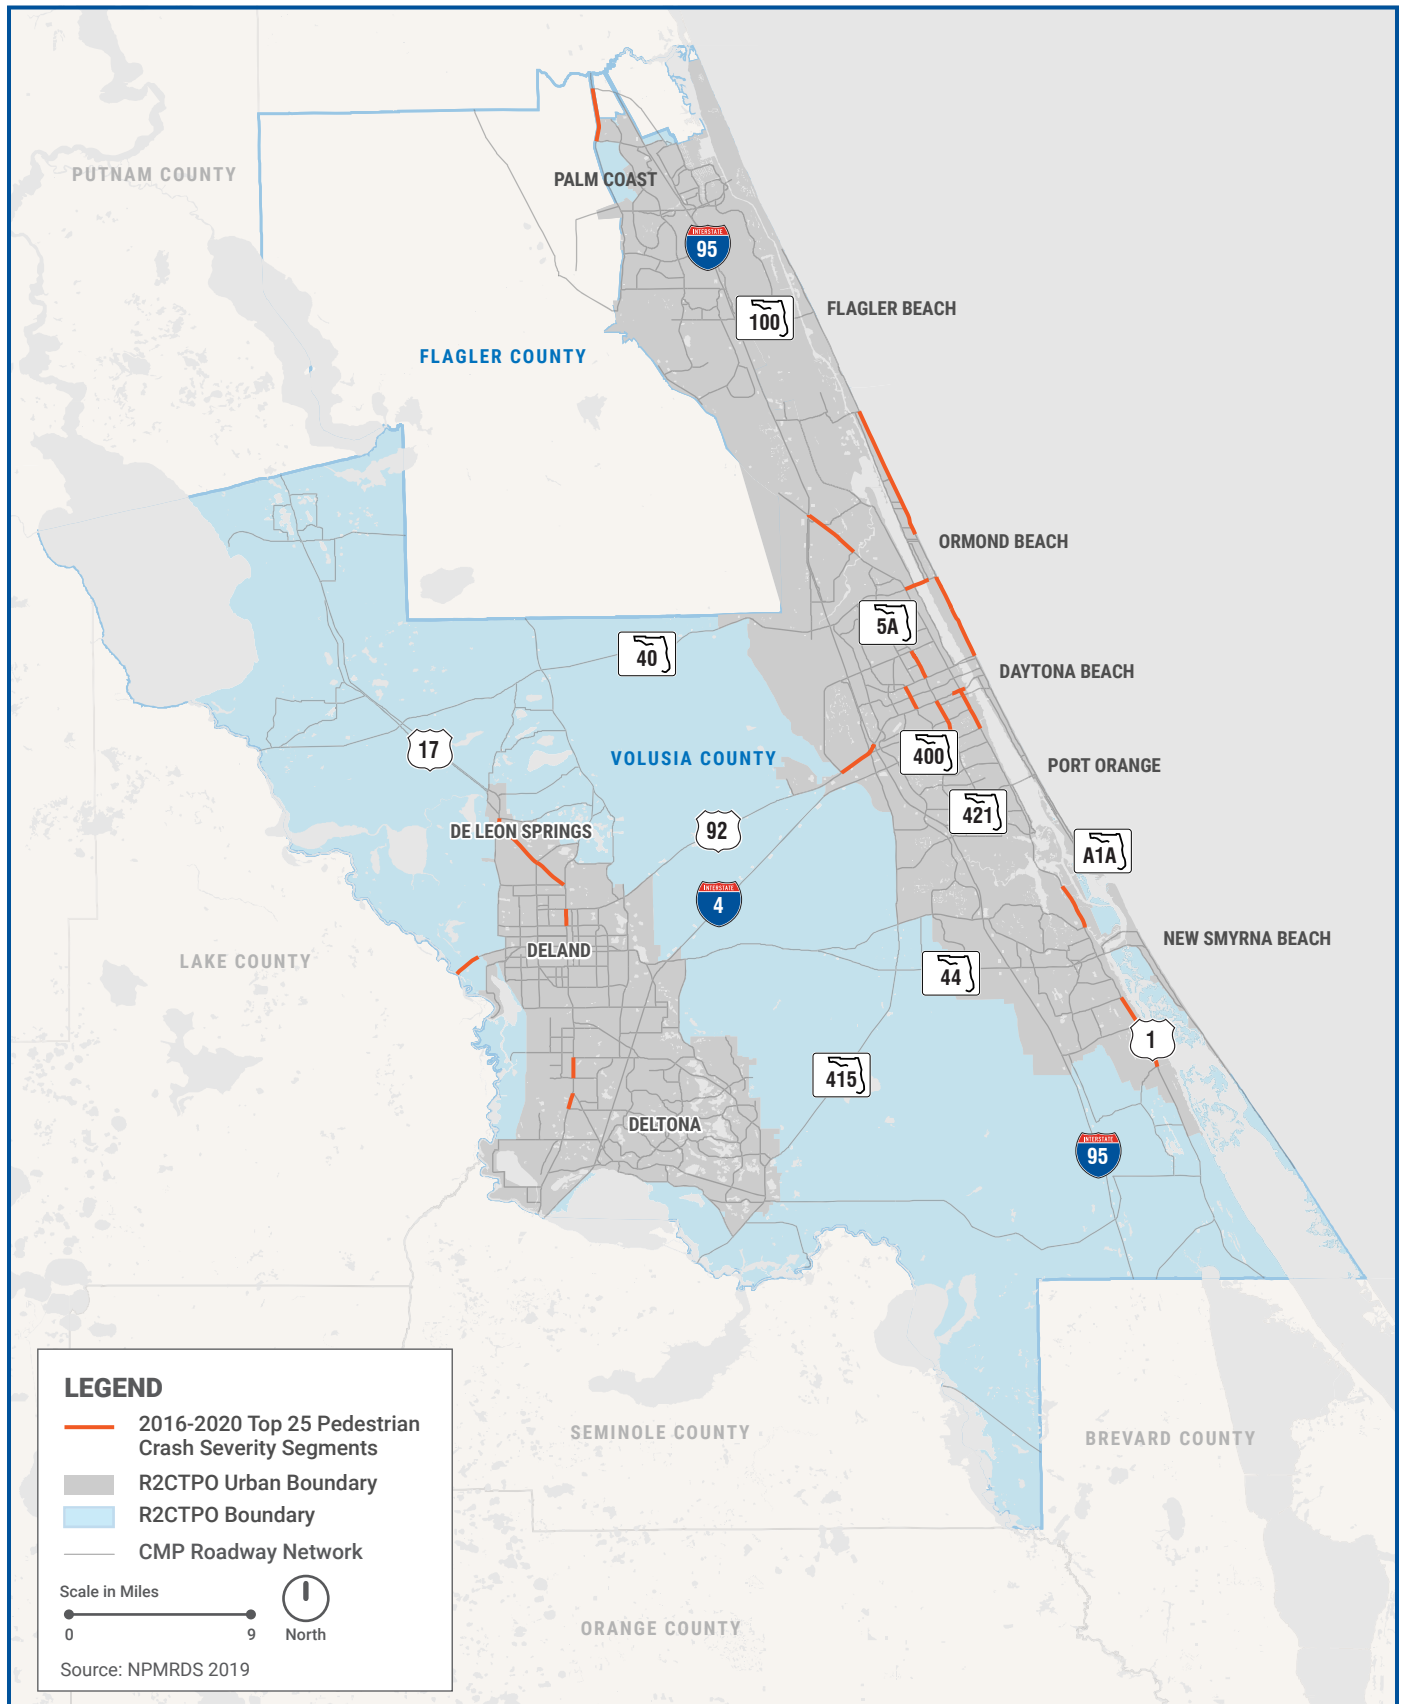 PUTNAM COUNTY
PALM COAST
INTERSTATE
95
100
FLAGLER BEACH
FLAGLER COUNTY
ORMOND BEACH
5A
40
DAYTONA BEACH
17
VOLUSIA COUNTY
400
PORT ORANGE
421
92
DE LEON SPRINGS
A1A
INTERSTATE
4
NEW SMYRNA BEACH
DELAND
LAKE COUNTY
44
1
415
DELTONA
INTERSTATE
95
LEGEND
2016-2020 Top 25 Pedestrian
Crash Severity Segments
R2CTPO Urban Boundary
R2CTPO Boundary
CMP Roadway Network
Scale in Miles
0 9 North
Source: NPMRDS 2019
SEMINOLE COUNTY
BREVARD COUNTY
ORANGE COUNTY